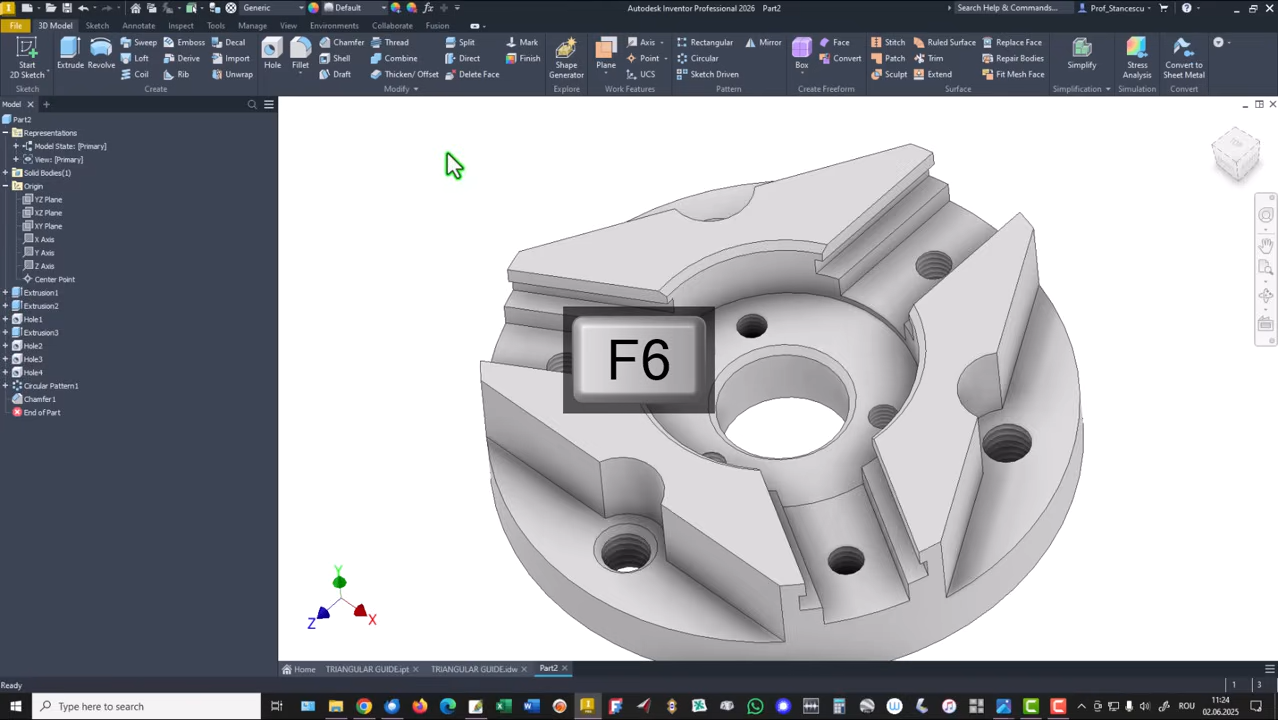 Generic
Default
fx
Autodesk Inventor Professional 2026 Part2
Search Help & Commands...
Prof_Stancescu
File
3D Model
Sketch
Annotate
Inspect
Tools
Manage
View
Environments
Collaborate
Fusion
Start
2D Sketch
Extrude
Revolve
Sweep
Emboss
Decal
Loft
Derive
Import
Coil
Rib
Unwrap
Hole
Fillet
Chamfer
Thread
Split
Shell
Combine
Direct
Draft
Thicken/ Offset
Delete Face
Mark
Finish
Shape
Generator
Plane
Axis
Point
UCS
Rectangular
Mirror
Circular
Sketch Driven
Box
Face
Convert
Stitch
Ruled Surface
Replace Face
Patch
Trim
Repair Bodies
Sculpt
Extend
Fit Mesh Face
Simplify
Stress
Analysis
Convert to
Sheet Metal
Sketch
Create
Modify
Explore
Work Features
Pattern
Create Freeform
Surface
Simplification
Simulation
Convert
Model
Part2
Representations
Model State: [Primary]
View: [Primary]
Solid Bodies(1)
Origin
YZ Plane
XZ Plane
XY Plane
X Axis
Y Axis
Z Axis
Center Point
Extrusion1
Extrusion2
Hole1
Extrusion3
Hole2
Hole3
Hole4
Circular Pattern1
Chamfer1
End of Part
F6
Y
Z
X
Home
TRIANGULAR GUIDE.ipt
TRIANGULAR GUIDE.idw
Part2
Ready
1
3
Type here to search
ROU
11:24
02.06.2025